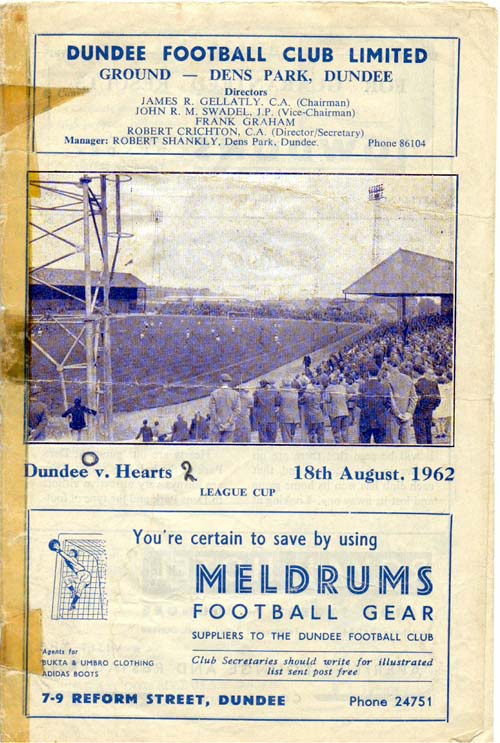 DUNDEE FOOTBALL CLUB LIMITED
GROUND — DENS PARK, DUNDEE
Directors
JAMES R. GELLATLY. C.A. (Chairman)
JOHN R. M. SWADEL, J.P. (Vice-Chairman)
FRANK GRAHAM
ROBERT CRICHTON, C.A. (Director/Secretary)
Manager: ROBERT SHANKLY, Dens Park, Dundee. Phone 86104
Dundee 0 v. Hearts 2 18th August, 1962
LEAGUE CUP
You're certain to save by using
MELDRUMS
FOOTBALL GEAR
SUPPLIERS TO THE DUNDEE FOOTBALL CLUB
Agents for
BUKTA & UMBRO CLOTHING
ADIDAS BOOTS
Club Secretaries should write for illustrated
list sent post free
7-9 REFORM STREET, DUNDEE Phone 24751